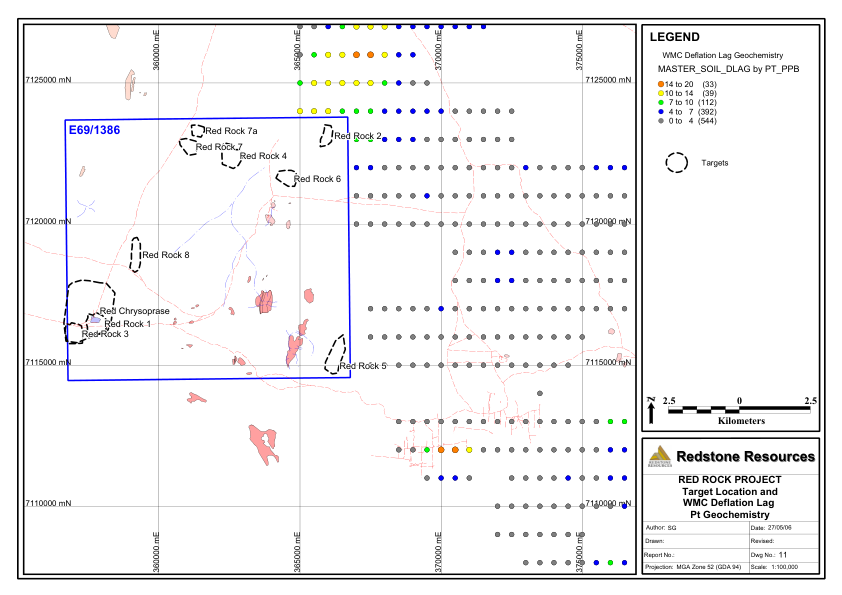 360000 mE
365000 mE
370000 mE
375000 mE
7125000 mN
7125000 mN
E69/1386
Red Rock 7a
Red Rock 2
Red Rock 7
Red Rock 4
Red Rock 6
7120000 mN
7120000 mN
Red Rock 8
Red Chrysoprase
Red Rock 1
Red Rock 3
7115000 mN
7115000 mN
Red Rock 5
7110000 mN
7110000 mN
360000 mE
365000 mE
370000 mE
375000 mE
LEGEND
WMC Deflation Lag Geochemistry
MASTER_SOIL_DLAG by PT_PPB
14 to 20 (33)
10 to 14 (39)
7 to 10 (112)
4 to 7 (392)
0 to 4 (544)
Targets
N
2.5 0 2.5
Kilometers
REDSTONE RESOURCES
Redstone Resources
RED ROCK PROJECT
Target Location and
WMC Deflation Lag
Pt Geochemistry
Author: SG Date: 27/05/06
Drawn: Revised:
Report No.: Dwg No.: 11
Projection: MGA Zone 52 (GDA 94) Scale: 1:100,000